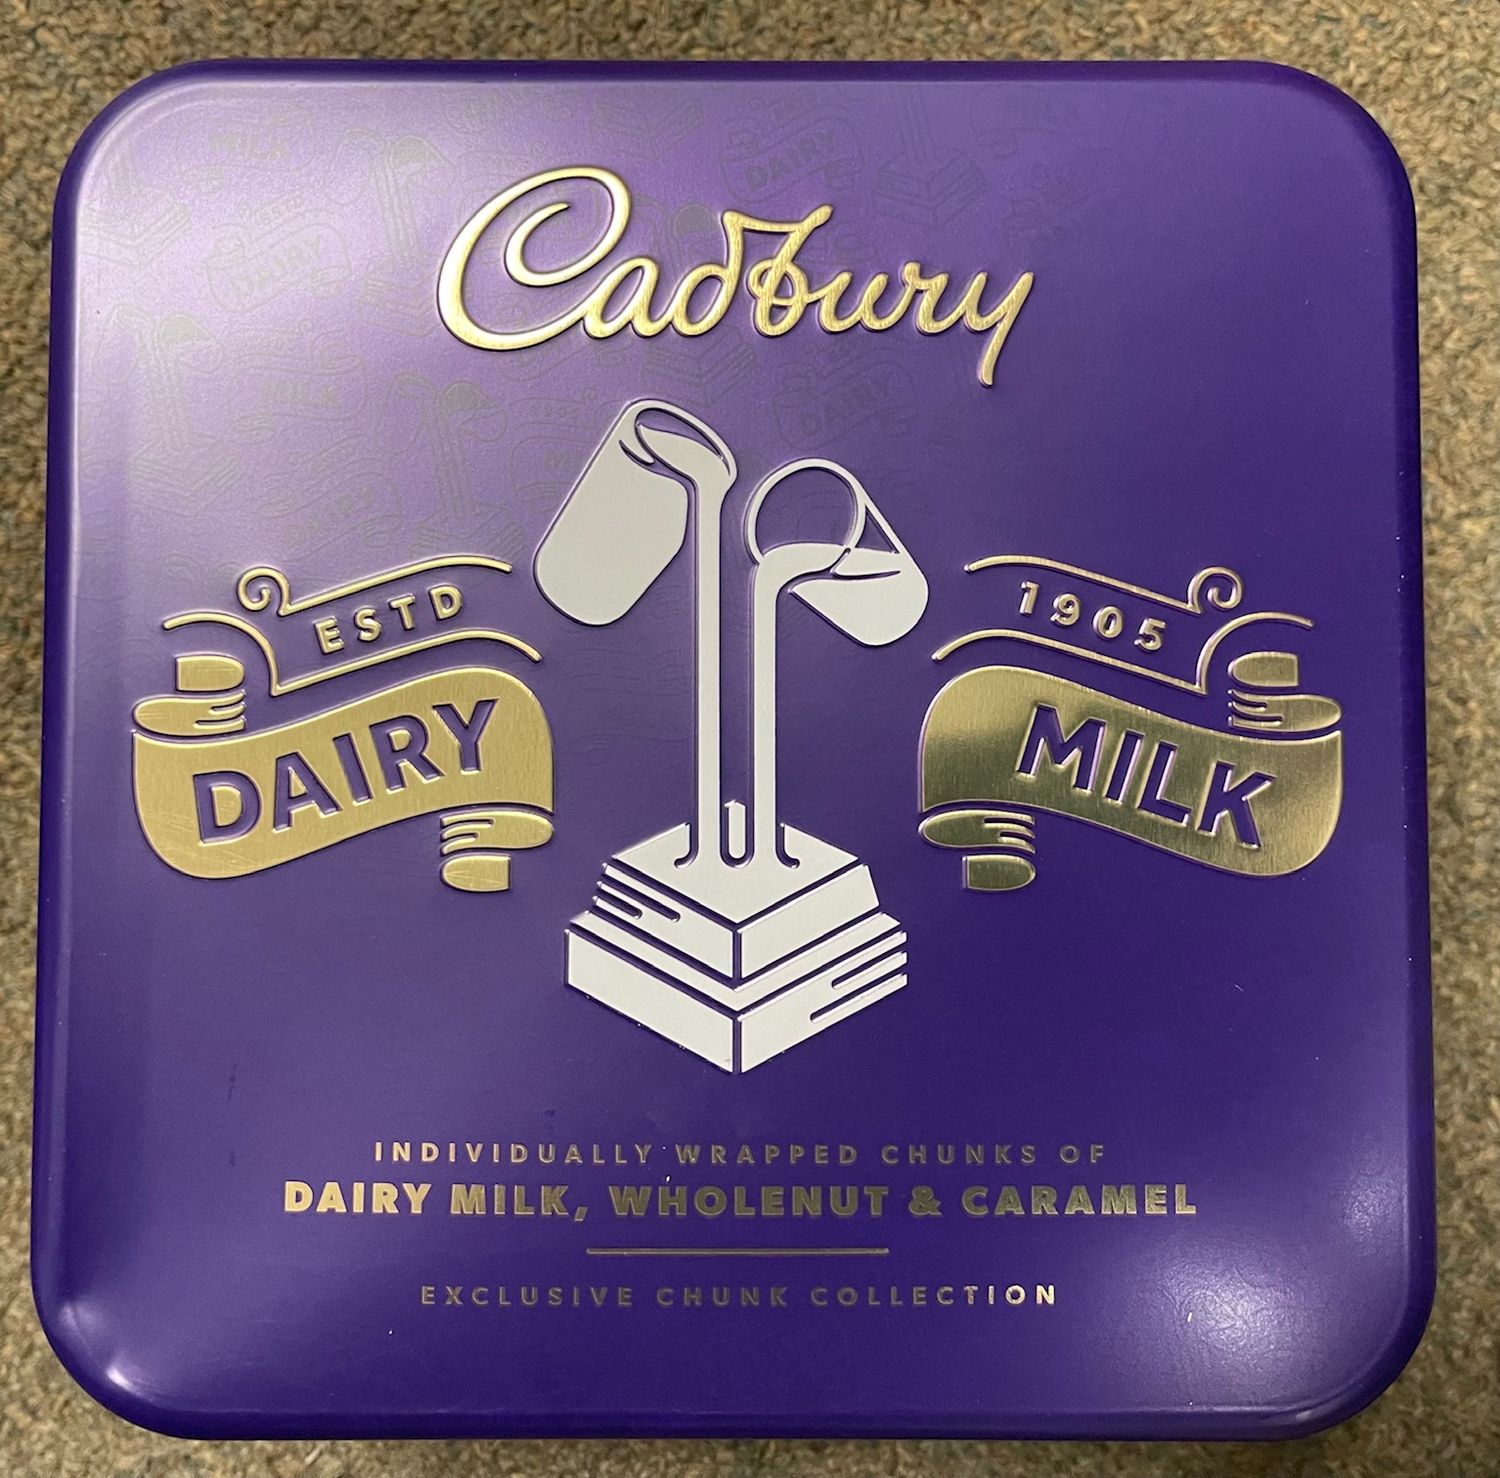 Cadbury
ESTD
1905
DAIRY
MILK
INDIVIDUALLY WRAPPED CHUNKS OF
DAIRY MILK, WHOLENUT & CARAMEL
EXCLUSIVE CHUNK COLLECTION